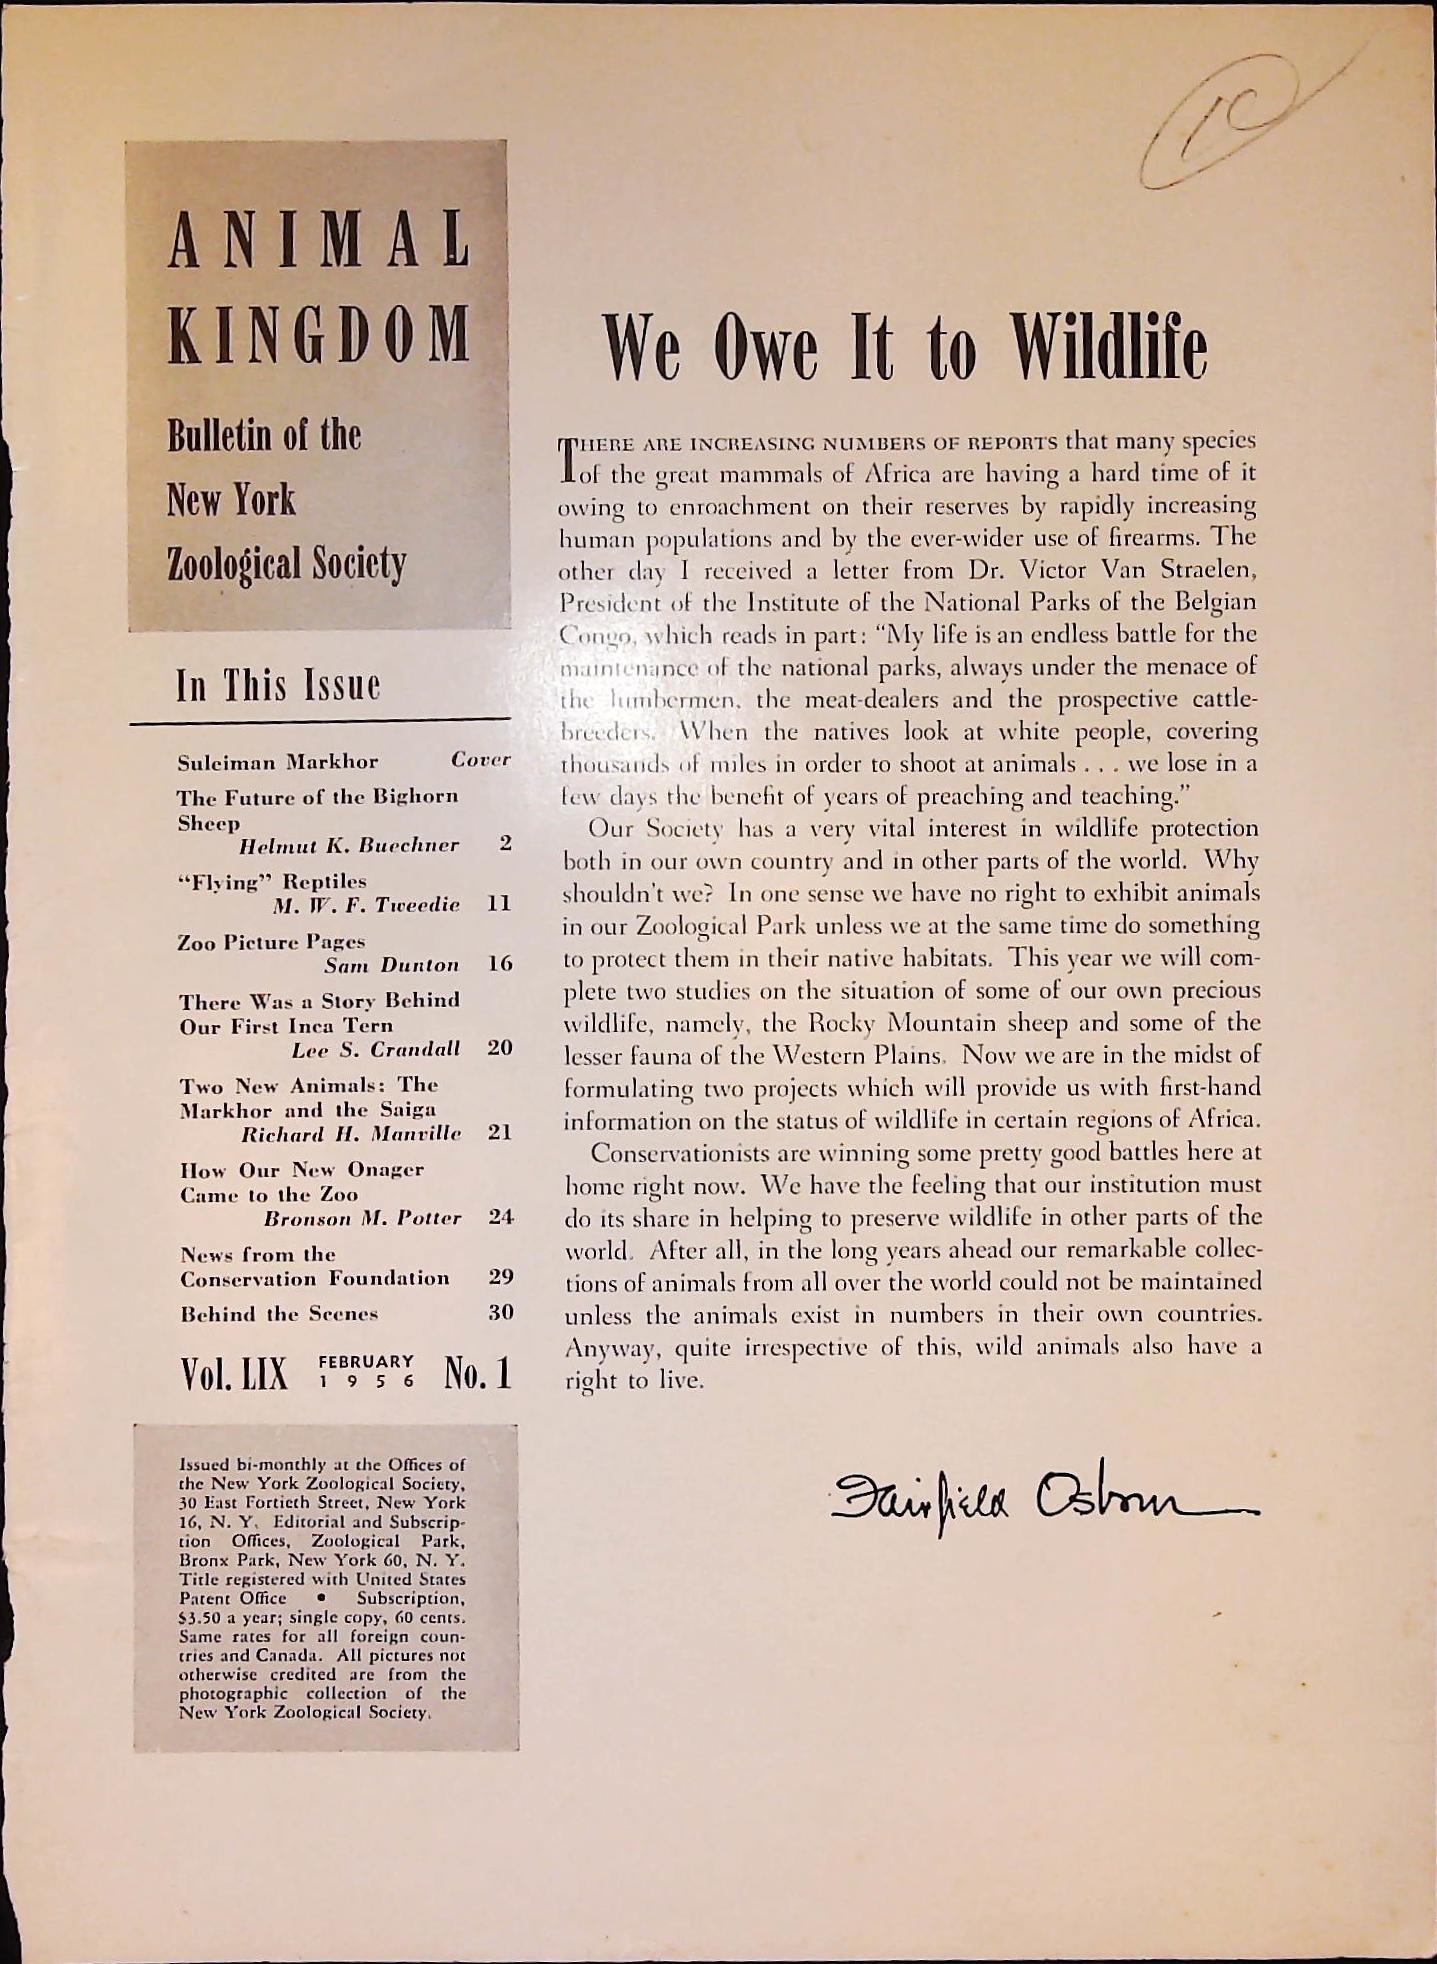 10
ANIMAL
KINGDOM
Bulletin of the
New York
Zoological Society
In This Issue
Suleiman Markhor Cover
The Future of the Bighorn
Sheep
Helmut K. Buechner 2
“Flying” Reptiles
M. W. F. Tweedie 11
Zoo Picture Pages
Sam Dunton 16
There Was a Story Behind
Our First Inca Tern
Lee S. Crandall 20
Two New Animals: The
Markhor and the Saiga
Richard H. Manville 21
How Our New Onager
Came to the Zoo
Bronson M. Potter 24
News from the
Conservation Foundation 29
Behind the Scenes 30
Vol. LIX FEBRUARY 1956 No. 1
Issued bi-monthly at the Offices of
the New York Zoological Society,
30 East Fortieth Street, New York
16, N. Y. Editorial and Subscrip-
tion Offices, Zoological Park,
Bronx Park, New York 60, N. Y.
Title registered with United States
Patent Office • Subscription,
$3.50 a year; single copy, 60 cents.
Same rates for all foreign coun-
tries and Canada. All pictures not
otherwise credited are from the
photographic collection of the
New York Zoological Society.
We Owe It to Wildlife
THERE ARE INCREASING NUMBERS OF REPORTS that many species
of the great mammals of Africa are having a hard time of it
owing to enroachment on their reserves by rapidly increasing
human populations and by the ever-wider use of firearms. The
other day I received a letter from Dr. Victor Van Straelen,
President of the Institute of the National Parks of the Belgian
Congo, which reads in part: “My life is an endless battle for the
maintenance of the national parks, always under the menace of
the lumbermen, the meat-dealers and the prospective cattle-
breeders. When the natives look at white people, covering
thousands of miles in order to shoot at animals . . . we lose in a
few days the benefit of years of preaching and teaching.”
Our Society has a very vital interest in wildlife protection
both in our own country and in other parts of the world. Why
shouldn't we? In one sense we have no right to exhibit animals
in our Zoological Park unless we at the same time do something
to protect them in their native habitats. This year we will com-
plete two studies on the situation of some of our own precious
wildlife, namely, the Rocky Mountain sheep and some of the
lesser fauna of the Western Plains. Now we are in the midst of
formulating two projects which will provide us with first-hand
information on the status of wildlife in certain regions of Africa.
Conservationists are winning some pretty good battles here at
home right now. We have the feeling that our institution must
do its share in helping to preserve wildlife in other parts of the
world. After all, in the long years ahead our remarkable collec-
tions of animals from all over the world could not be maintained
unless the animals exist in numbers in their own countries.
Anyway, quite irrespective of this, wild animals also have a
right to live.
Fairfield Osborn